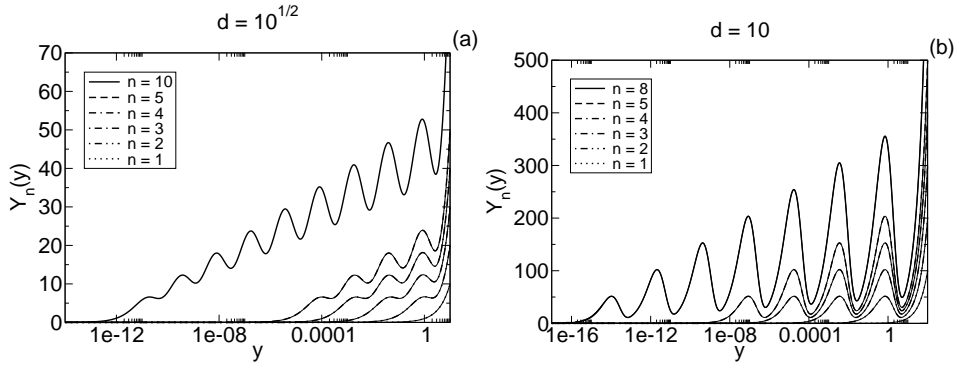 d = 10^{1/2}
(a)
70
60
50
40
30
20
10
0
n = 10
n = 5
n = 4
n = 3
n = 2
n = 1
Y_n(y)
1e-12
1e-08
0.0001
1
y
d = 10
(b)
500
400
300
200
100
0
n = 8
n = 5
n = 4
n = 3
n = 2
n = 1
Y_n(y)
1e-16
1e-12
1e-08
0.0001
1
y